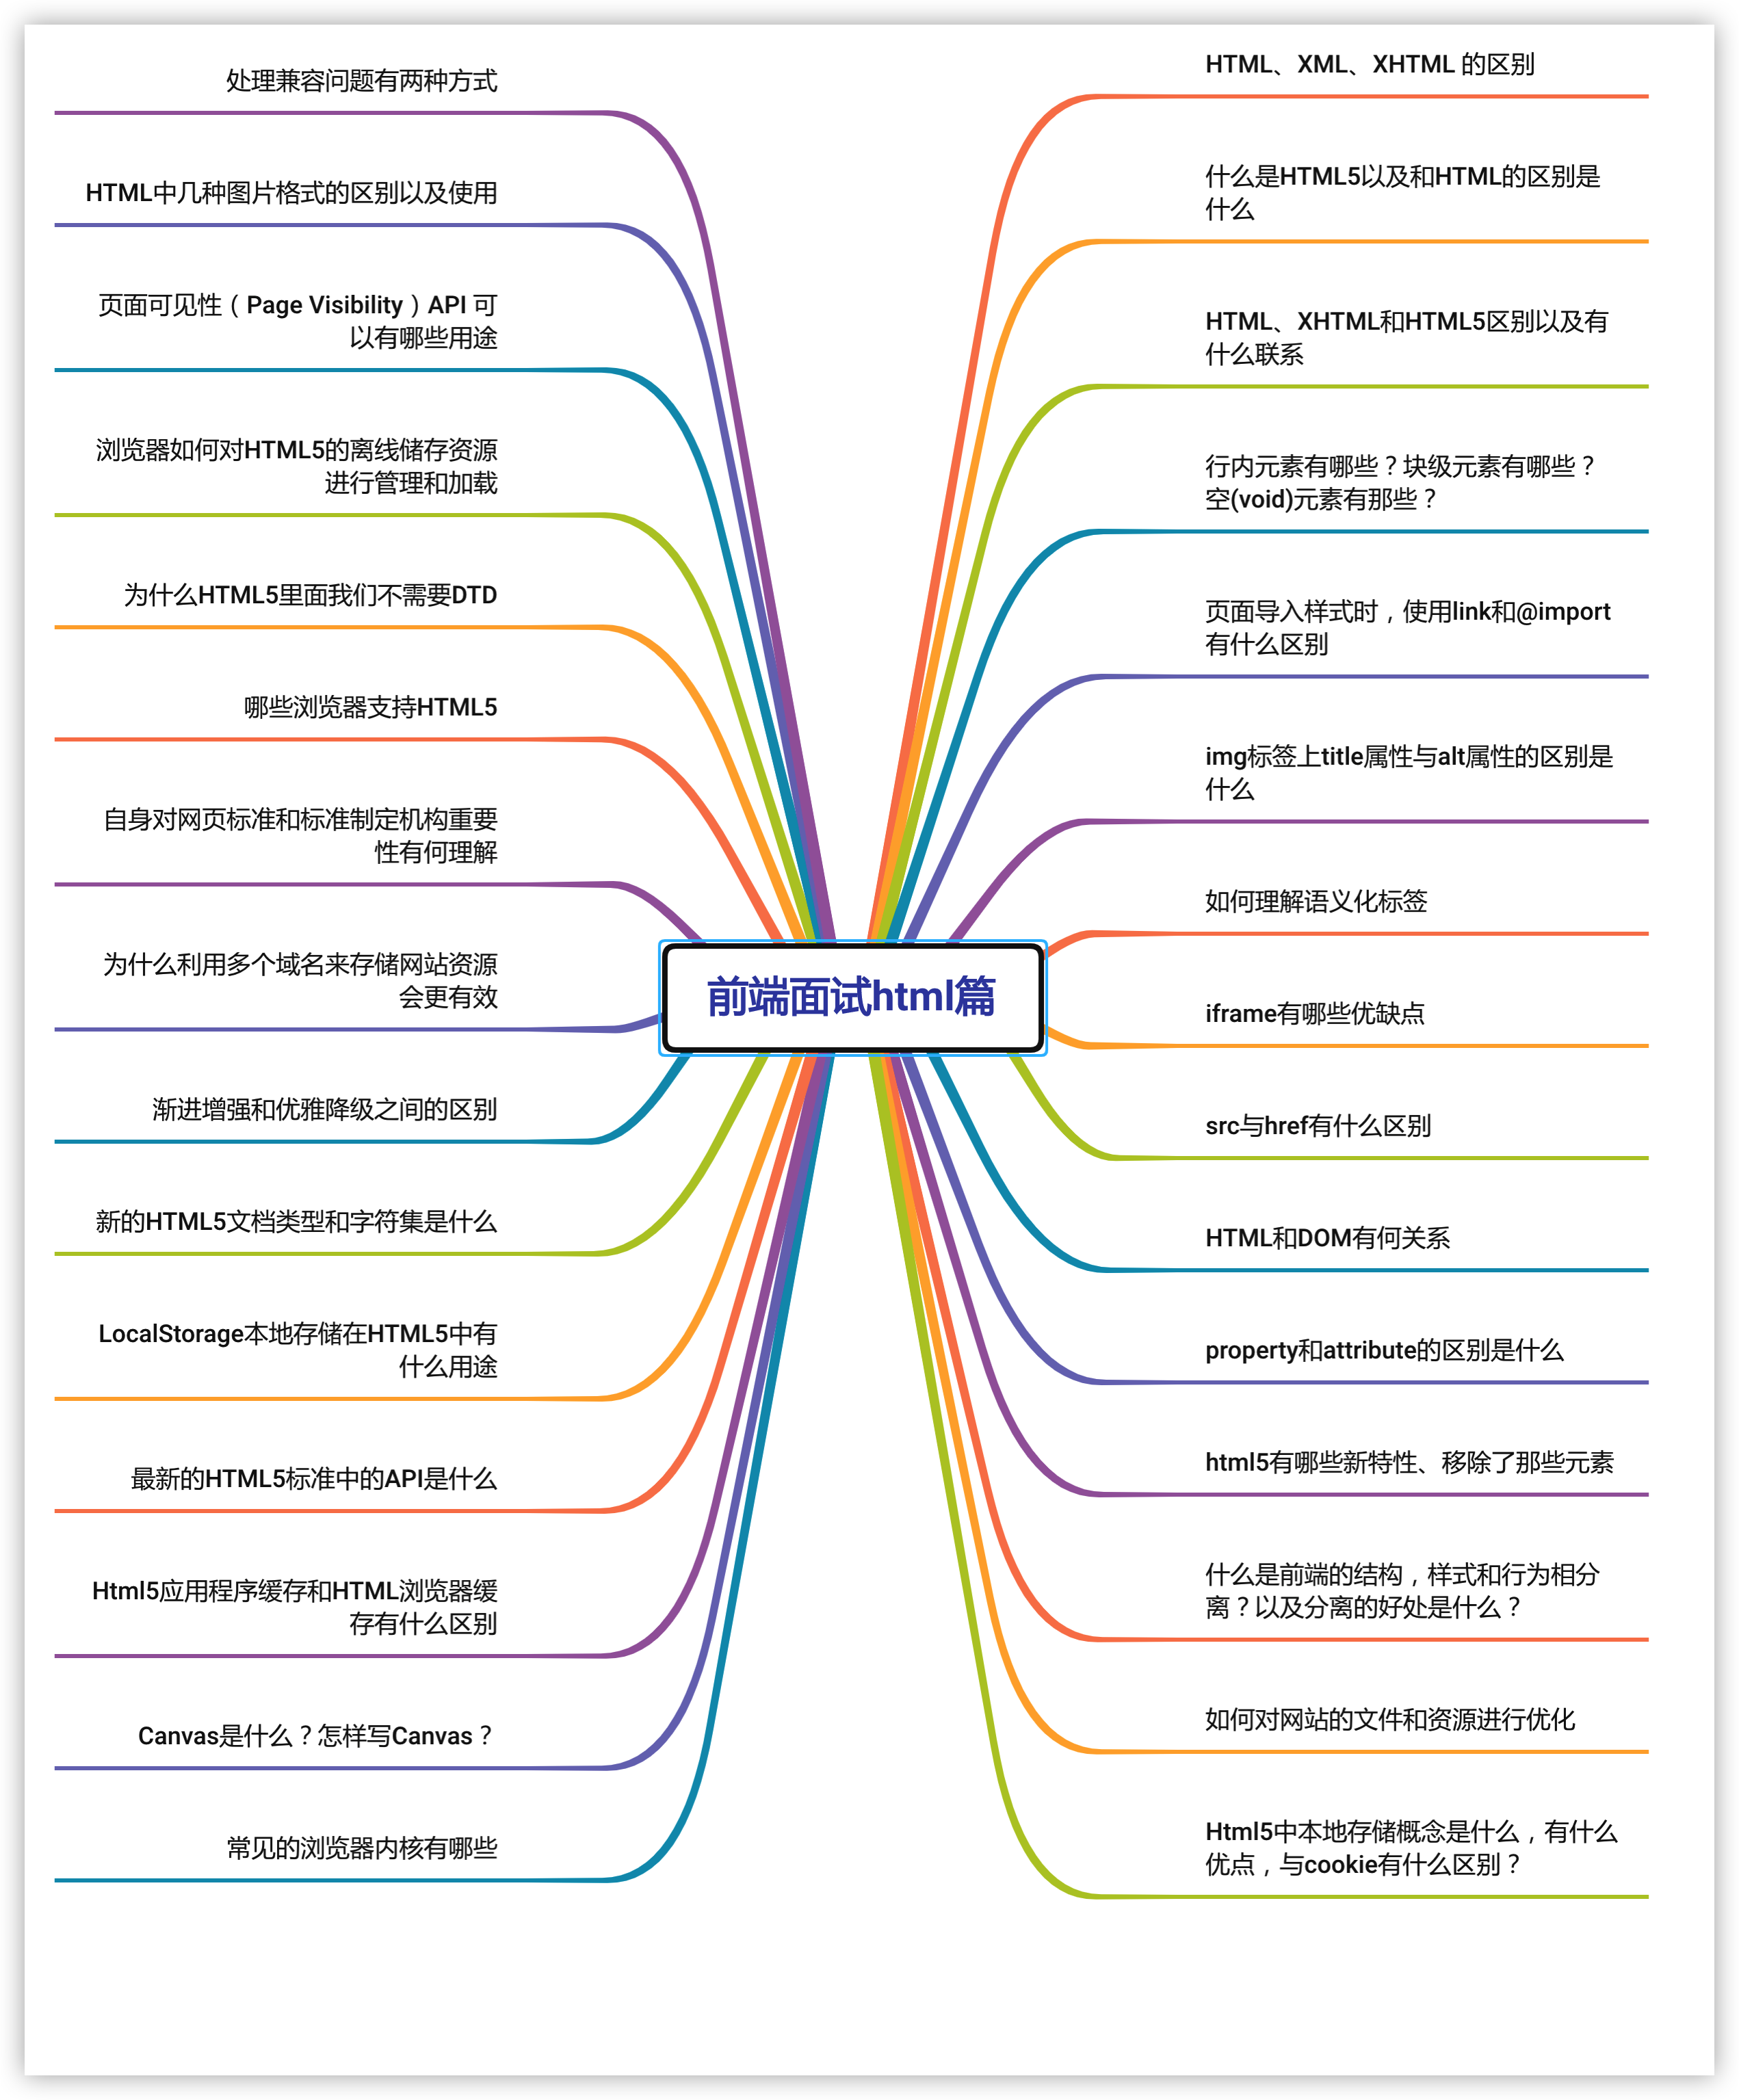 处理兼容问题有两种方式
HTML中几种图片格式的区别以及使用
页面可见性（Page Visibility）API 可
以有哪些用途
浏览器如何对HTML5的离线储存资源
进行管理和加载
为什么HTML5里面我们不需要DTD
哪些浏览器支持HTML5
自身对网页标准和标准制定机构重要
性有何理解
为什么利用多个域名来存储网站资源
会更有效
渐进增强和优雅降级之间的区别
新的HTML5文档类型和字符集是什么
LocalStorage本地存储在HTML5中有
什么用途
最新的HTML5标准中的API是什么
Html5应用程序缓存和HTML浏览器缓
存有什么区别
Canvas是什么？怎样写Canvas？
常见的浏览器内核有哪些
前端面试html篇
HTML、XML、XHTML 的区别
什么是HTML5以及和HTML的区别是
什么
HTML、XHTML和HTML5区别以及有
什么联系
行内元素有哪些？块级元素有哪些？
空(void)元素有那些？
页面导入样式时，使用link和@import
有什么区别
img标签上title属性与alt属性的区别是
什么
如何理解语义化标签
iframe有哪些优缺点
src与href有什么区别
HTML和DOM有何关系
property和attribute的区别是什么
html5有哪些新特性、移除了那些元素
什么是前端的结构，样式和行为相分
离？以及分离的好处是什么？
如何对网站的文件和资源进行优化
Html5中本地存储概念是什么，有什么
优点，与cookie有什么区别？